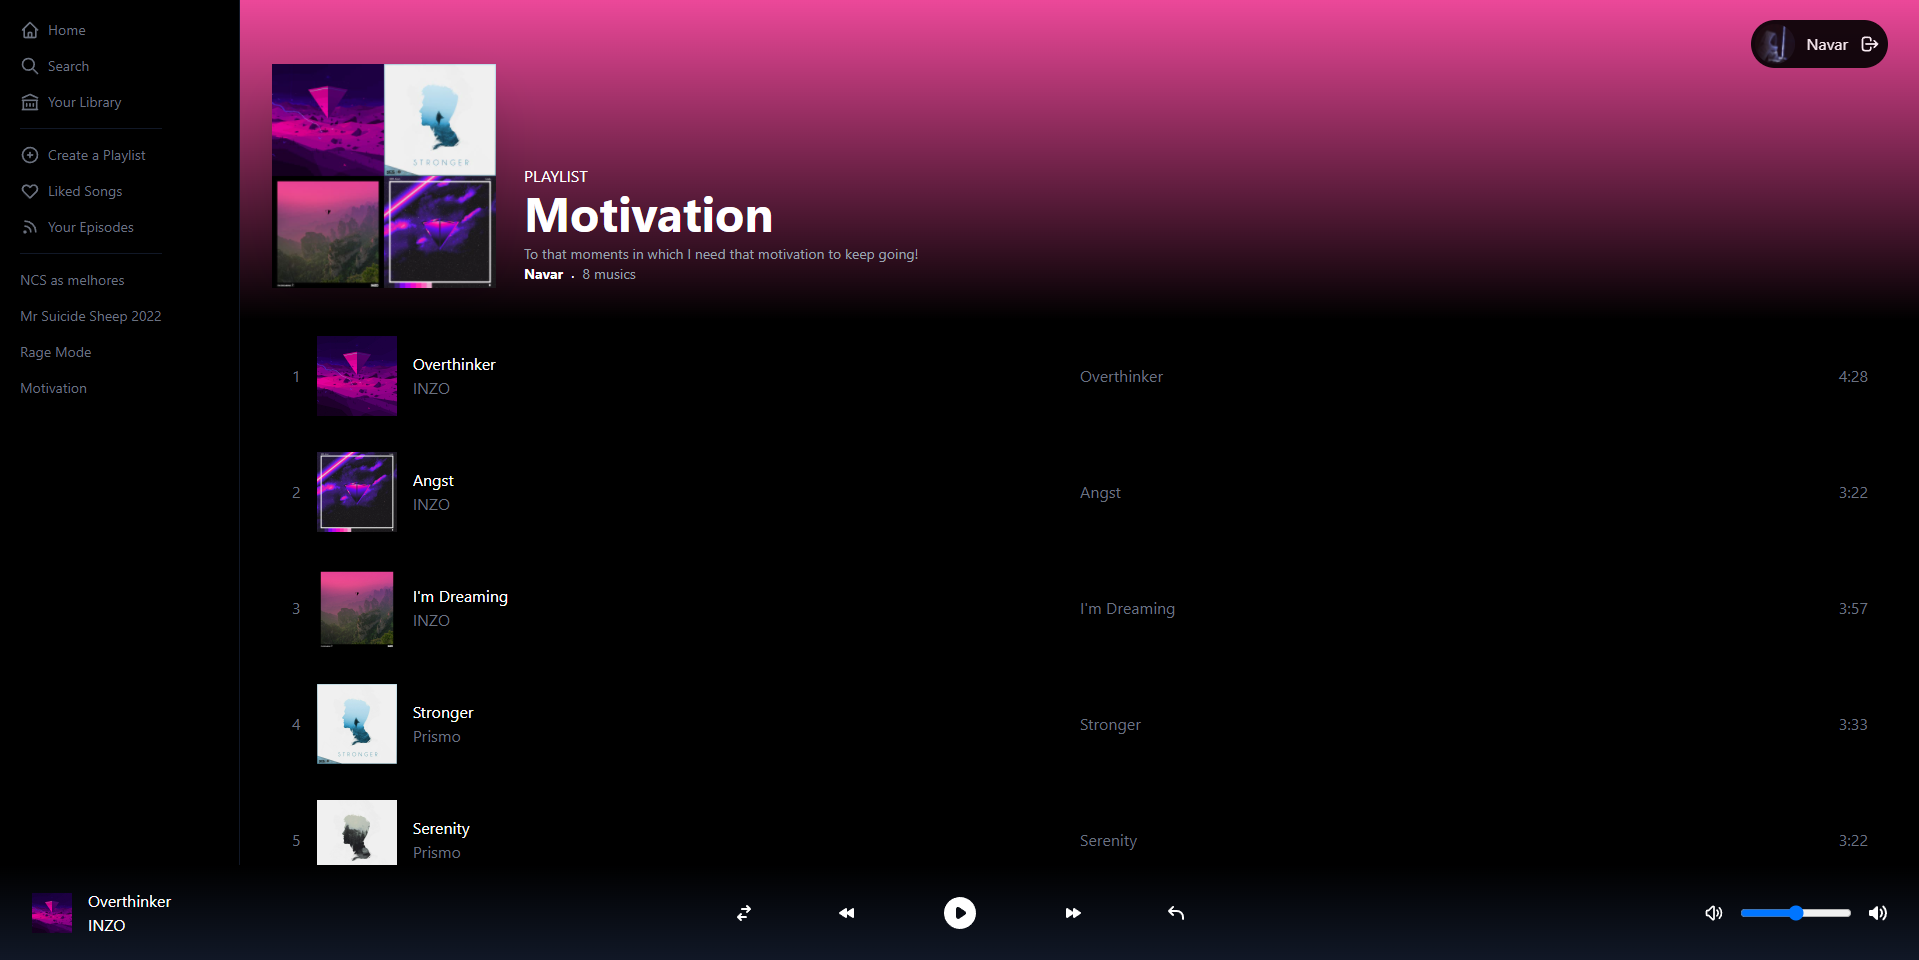 Home
Search
Your Library
Create a Playlist
Liked Songs
Your Episodes
NCS as melhores
Mr Suicide Sheep 2022
Rage Mode
Motivation
Navar
STRONGER
PLAYLIST
Motivation
To that moments in which I need that motivation to keep going!
Navar . 8 musics
1 Overthinker Overthinker 4:28
INZO
2 Angst Angst 3:22
INZO
3 I'm Dreaming I'm Dreaming 3:57
INZO
4 Stronger Stronger 3:33
Prismo
STRONGER
5 Serenity Serenity 3:22
Prismo
Overthinker
INZO